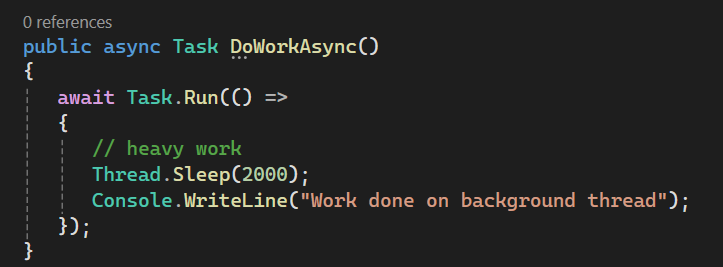 0 references
public async Task DoWorkAsync()
{
await Task.Run(() =>
{
// heavy work
Thread.Sleep(2000);
Console.WriteLine("Work done on background thread");
});
}